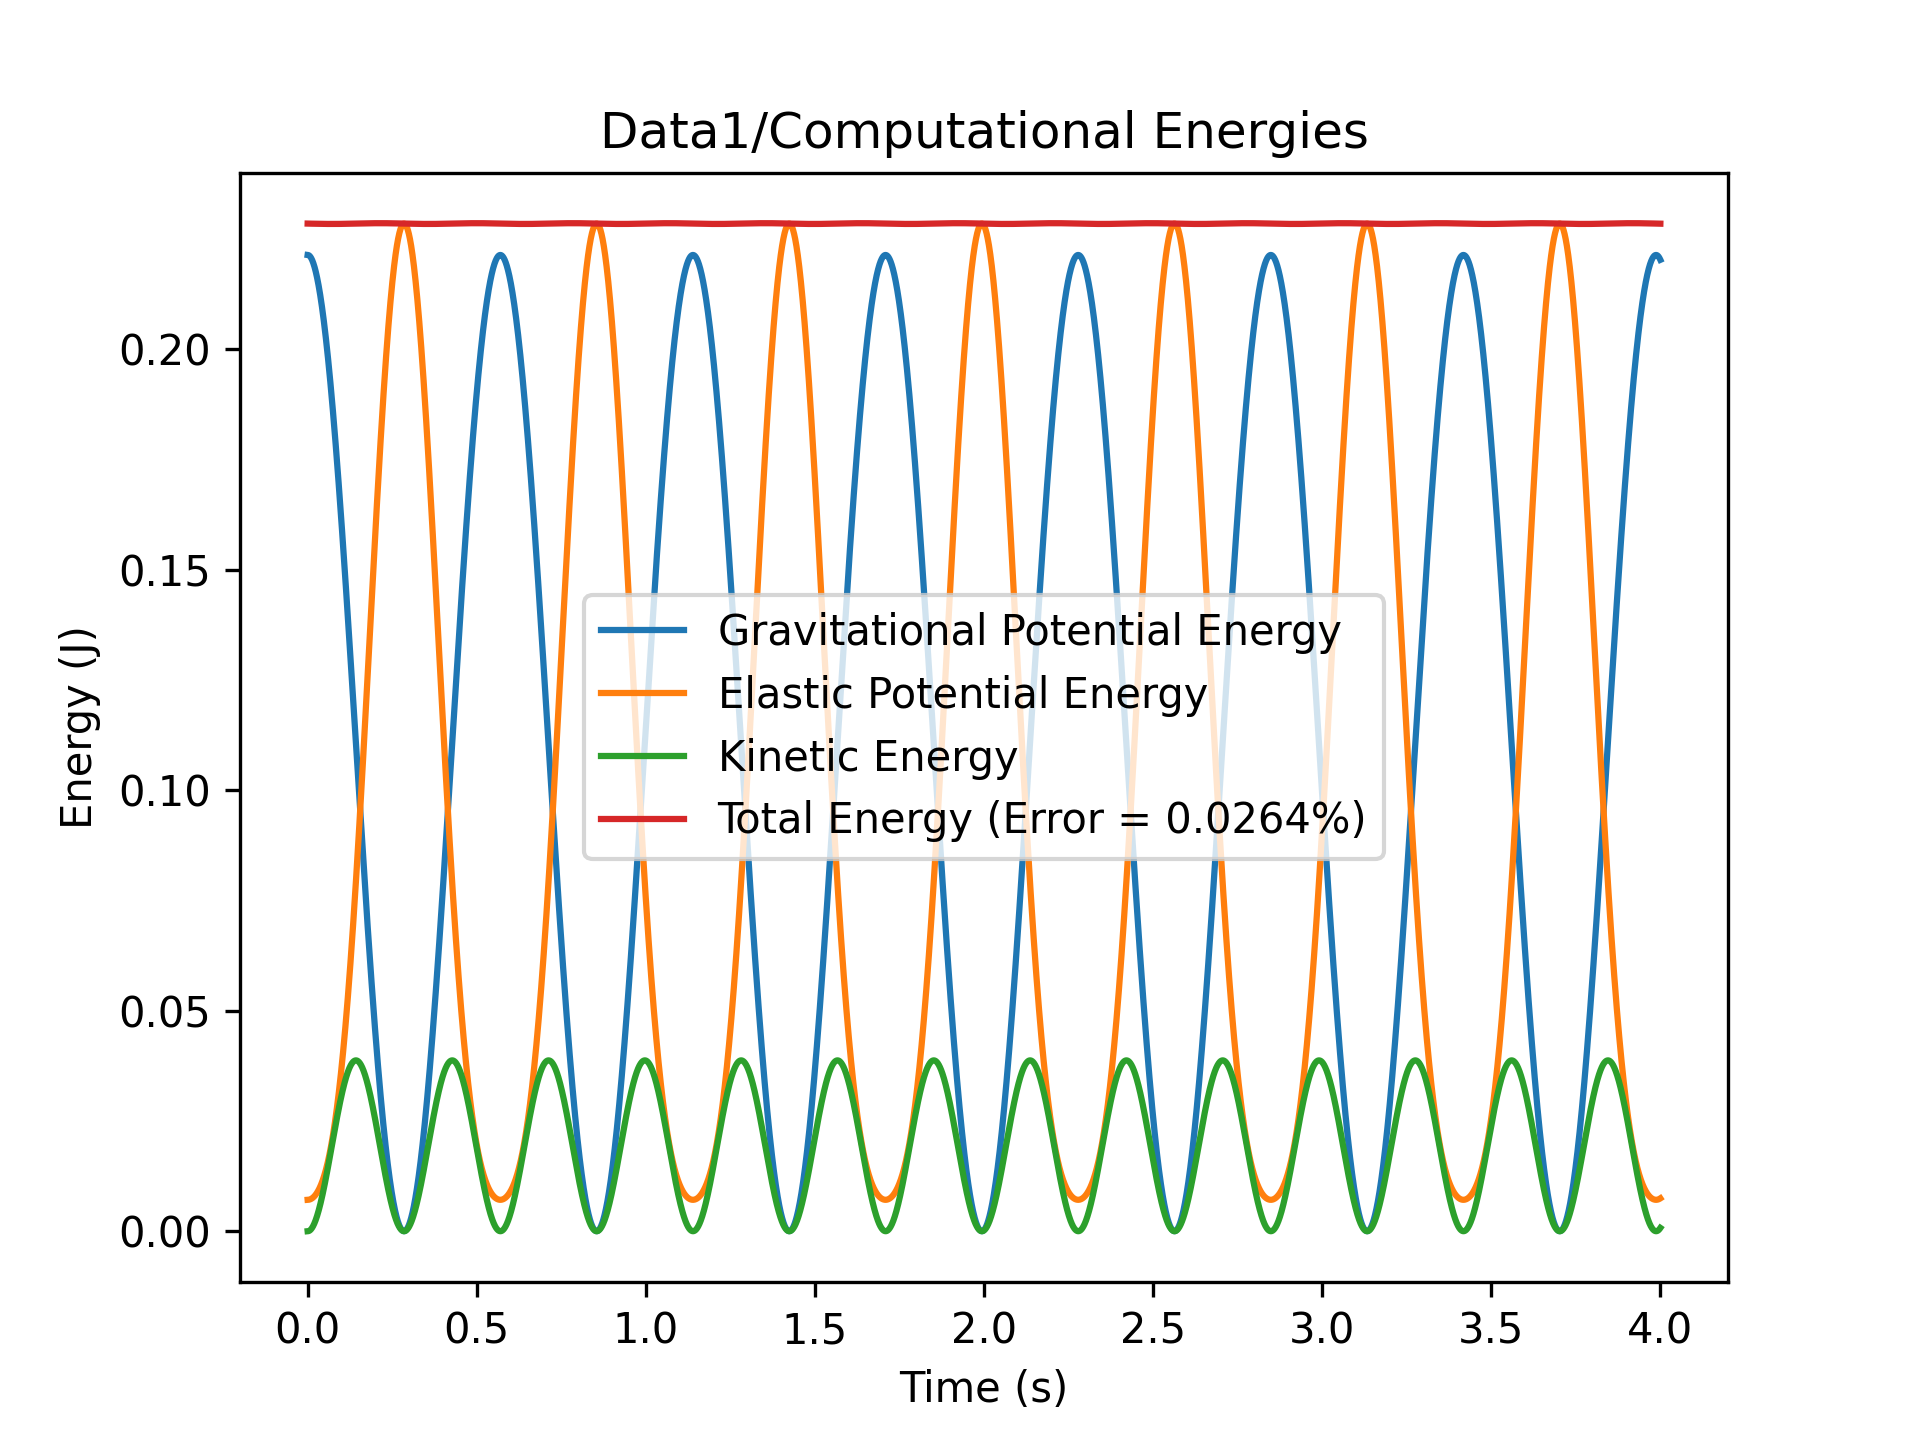 Data1/Computational Energies
Energy (J)
0.20
0.15
0.10
0.05
0.00
Gravitational Potential Energy
Elastic Potential Energy
Kinetic Energy
Total Energy (Error = 0.0264%)
0.0 0.5 1.0 1.5 2.0 2.5 3.0 3.5 4.0
Time (s)